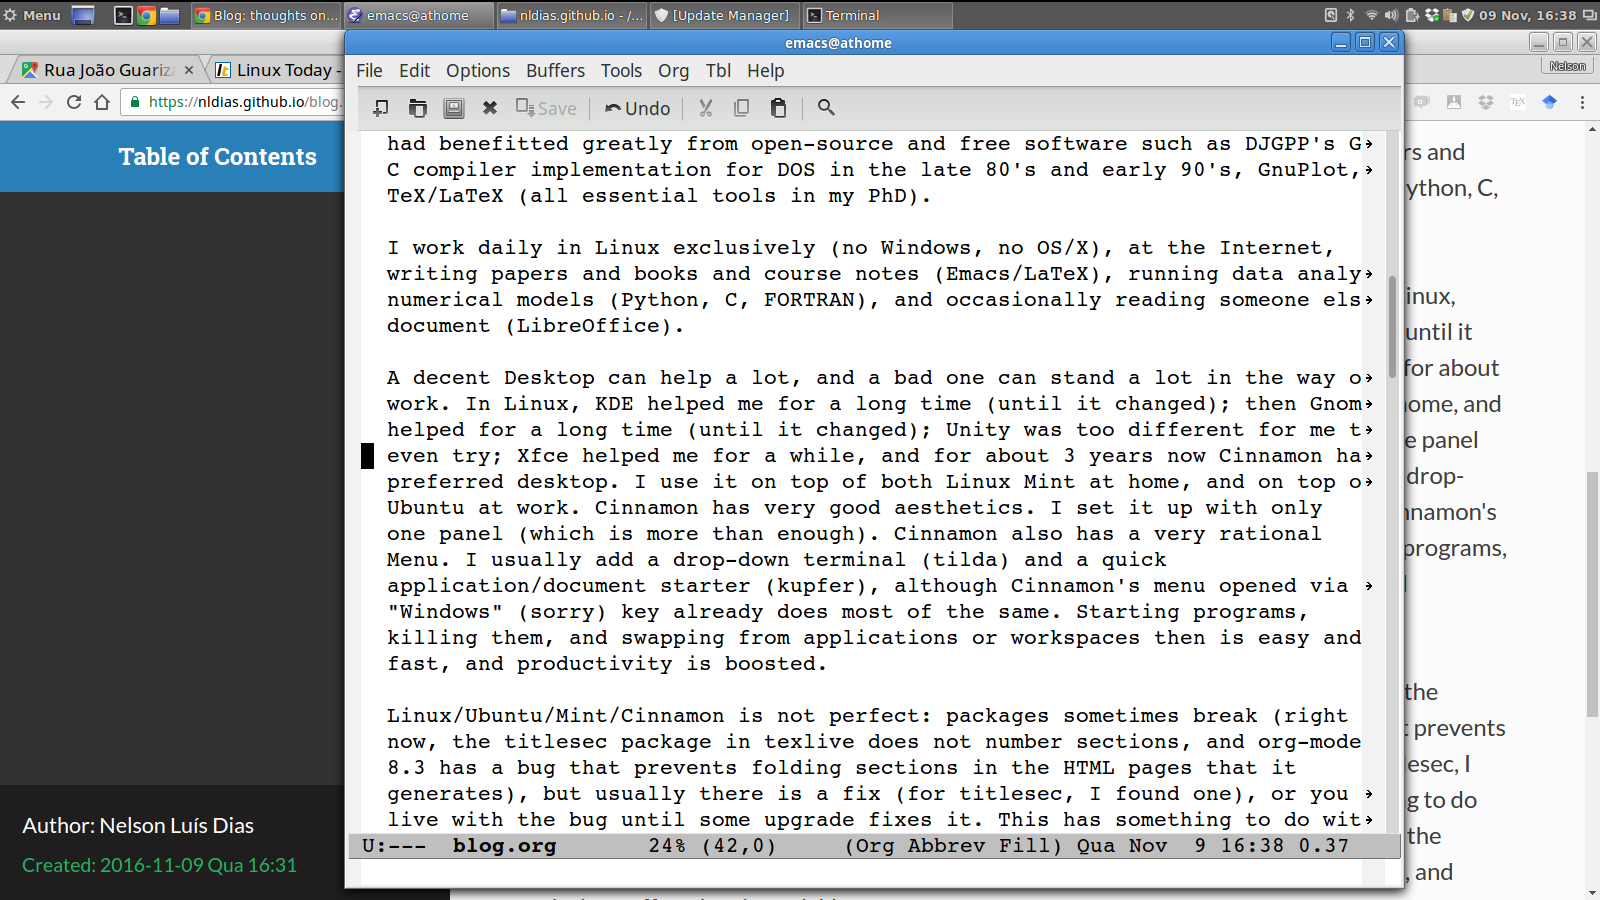 Menu
Blog: thoughts on...
emacs@athome
nldias.github.io - /...
[Update Manager]
Terminal
09 Nov, 16:38
emacs@athome
Nelson
Rua João Guariz
Linux Today -
https://nldias.github.io/blog.
File Edit Options Buffers Tools Org Tbl Help
Save Undo
Table of Contents
had benefitted greatly from open-source and free software such as DJGPP's G
C compiler implementation for DOS in the late 80's and early 90's, GnuPlot,
TeX/LaTeX (all essential tools in my PhD).
I work daily in Linux exclusively (no Windows, no OS/X), at the Internet,
writing papers and books and course notes (Emacs/LaTeX), running data analy
numerical models (Python, C, FORTRAN), and occasionally reading someone els
document (LibreOffice).
A decent Desktop can help a lot, and a bad one can stand a lot in the way o
work. In Linux, KDE helped me for a long time (until it changed); then Gnom
helped for a long time (until it changed); Unity was too different for me t
even try; Xfce helped me for a while, and for about 3 years now Cinnamon ha
preferred desktop. I use it on top of both Linux Mint at home, and on top o
Ubuntu at work. Cinnamon has very good aesthetics. I set it up with only
one panel (which is more than enough). Cinnamon also has a very rational
Menu. I usually add a drop-down terminal (tilda) and a quick
application/document starter (kupfer), although Cinnamon's menu opened via
"Windows" (sorry) key already does most of the same. Starting programs,
killing them, and swapping from applications or workspaces then is easy and
fast, and productivity is boosted.
Linux/Ubuntu/Mint/Cinnamon is not perfect: packages sometimes break (right
now, the titlesec package in texlive does not number sections, and org-mode
8.3 has a bug that prevents folding sections in the HTML pages that it
generates), but usually there is a fix (for titlesec, I found one), or you
live with the bug until some upgrade fixes it. This has something to do wit
U:--- blog.org 24% (42,0) (Org Abbrev Fill) Qua Nov 9 16:38 0.37
rs and
ython, C,
inux,
until it
for about
ome, and
e panel
drop-
nnamon's
programs,
the
t prevents
esec, I
g to do
the
, and
Author: Nelson Luís Dias
Created: 2016-11-09 Qua 16:31